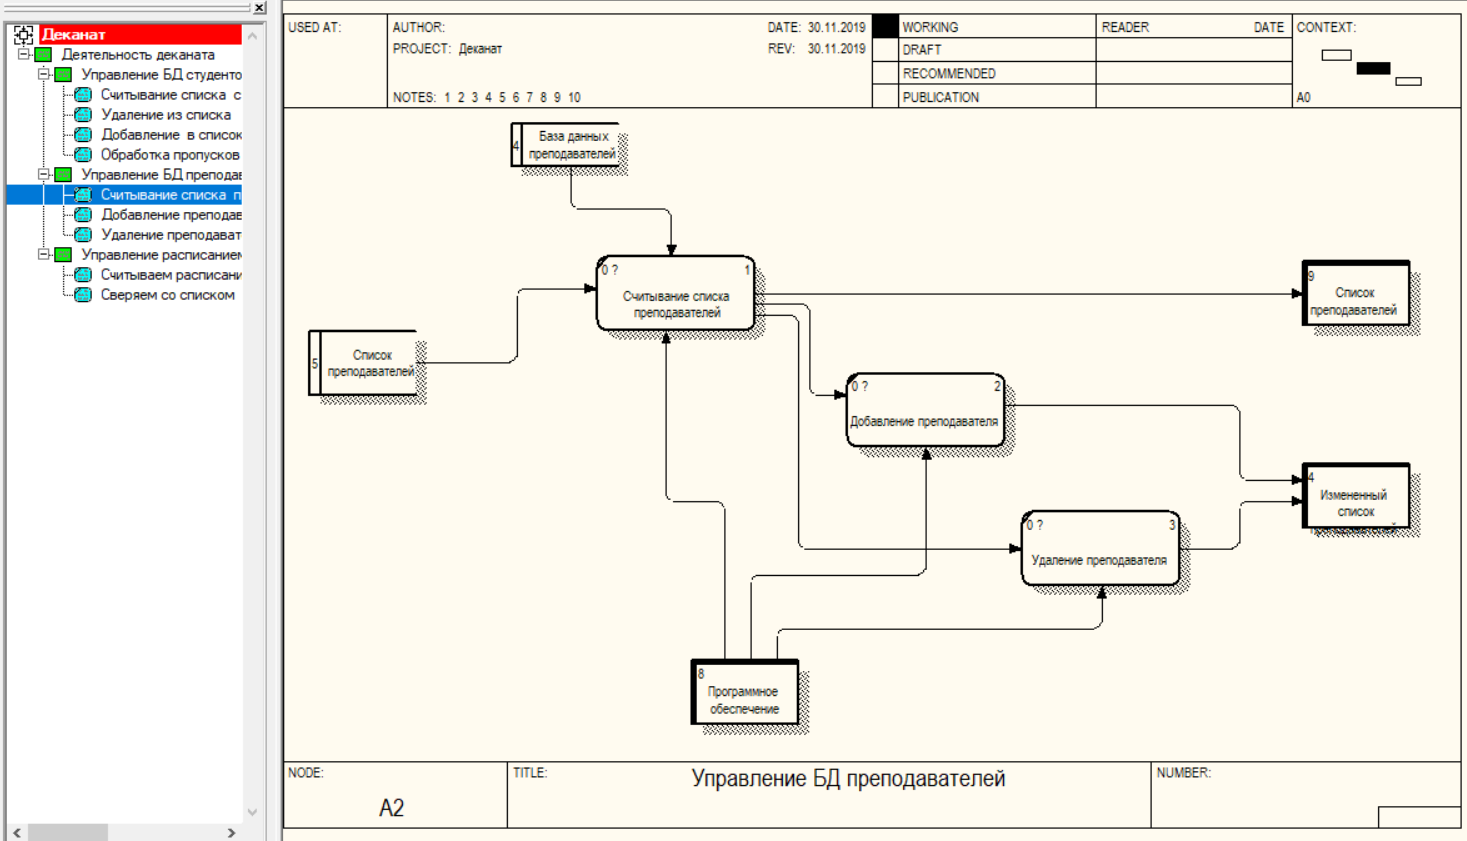 Деканат
Деятельность деканата
Управление БД студенто
Считывание списка с
Удаление из списка
Добавление в список
Обработка пропусков
Управление БД препода
Считывание списка п
Добавление преподав
Удаление преподават
Управление расписанием
Считываем расписани
Сверяем со списком
USED AT:
AUTHOR:
DATE: 30.11.2019
PROJECT: Деканат
REV: 30.11.2019
NOTES: 1 2 3 4 5 6 7 8 9 10
WORKING
DRAFT
RECOMMENDED
PUBLICATION
READER
DATE
CONTEXT:
A0
4
База данных
преподавателей
0 ?
1
Считывание списка
преподавателей
9
Список
преподавателей
5
Список
преподавателей
0 ?
2
Добавление преподавателя
4
Измененный
список
преподавателей
0 ?
3
Удаление преподавателя
8
Программное
обеспечение
NODE:
A2
TITLE:
Управление БД преподавателей
NUMBER: